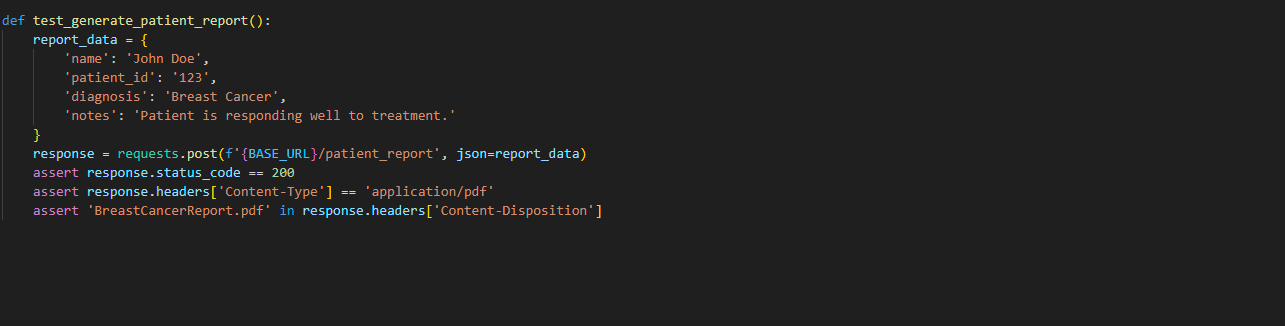 def test_generate_patient_report():
    report_data = {
        'name': 'John Doe',
        'patient_id': '123',
        'diagnosis': 'Breast Cancer',
        'notes': 'Patient is responding well to treatment.'
    }
    response = requests.post(f'{BASE_URL}/patient_report', json=report_data)
    assert response.status_code == 200
    assert response.headers['Content-Type'] == 'application/pdf'
    assert 'BreastCancerReport.pdf' in response.headers['Content-Disposition']